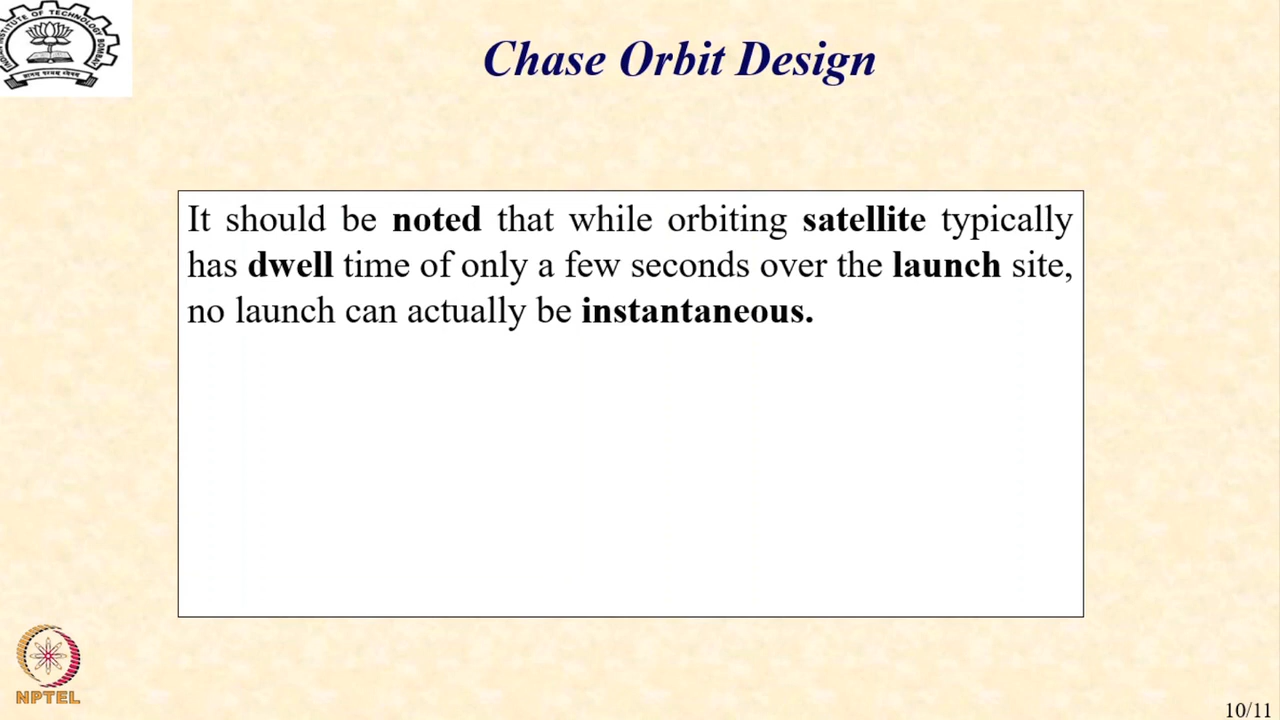 Chase Orbit Design
It should be noted that while orbiting satellite typically
has dwell time of only a few seconds over the launch site,
no launch can actually be instantaneous.
NPTEL
10/11